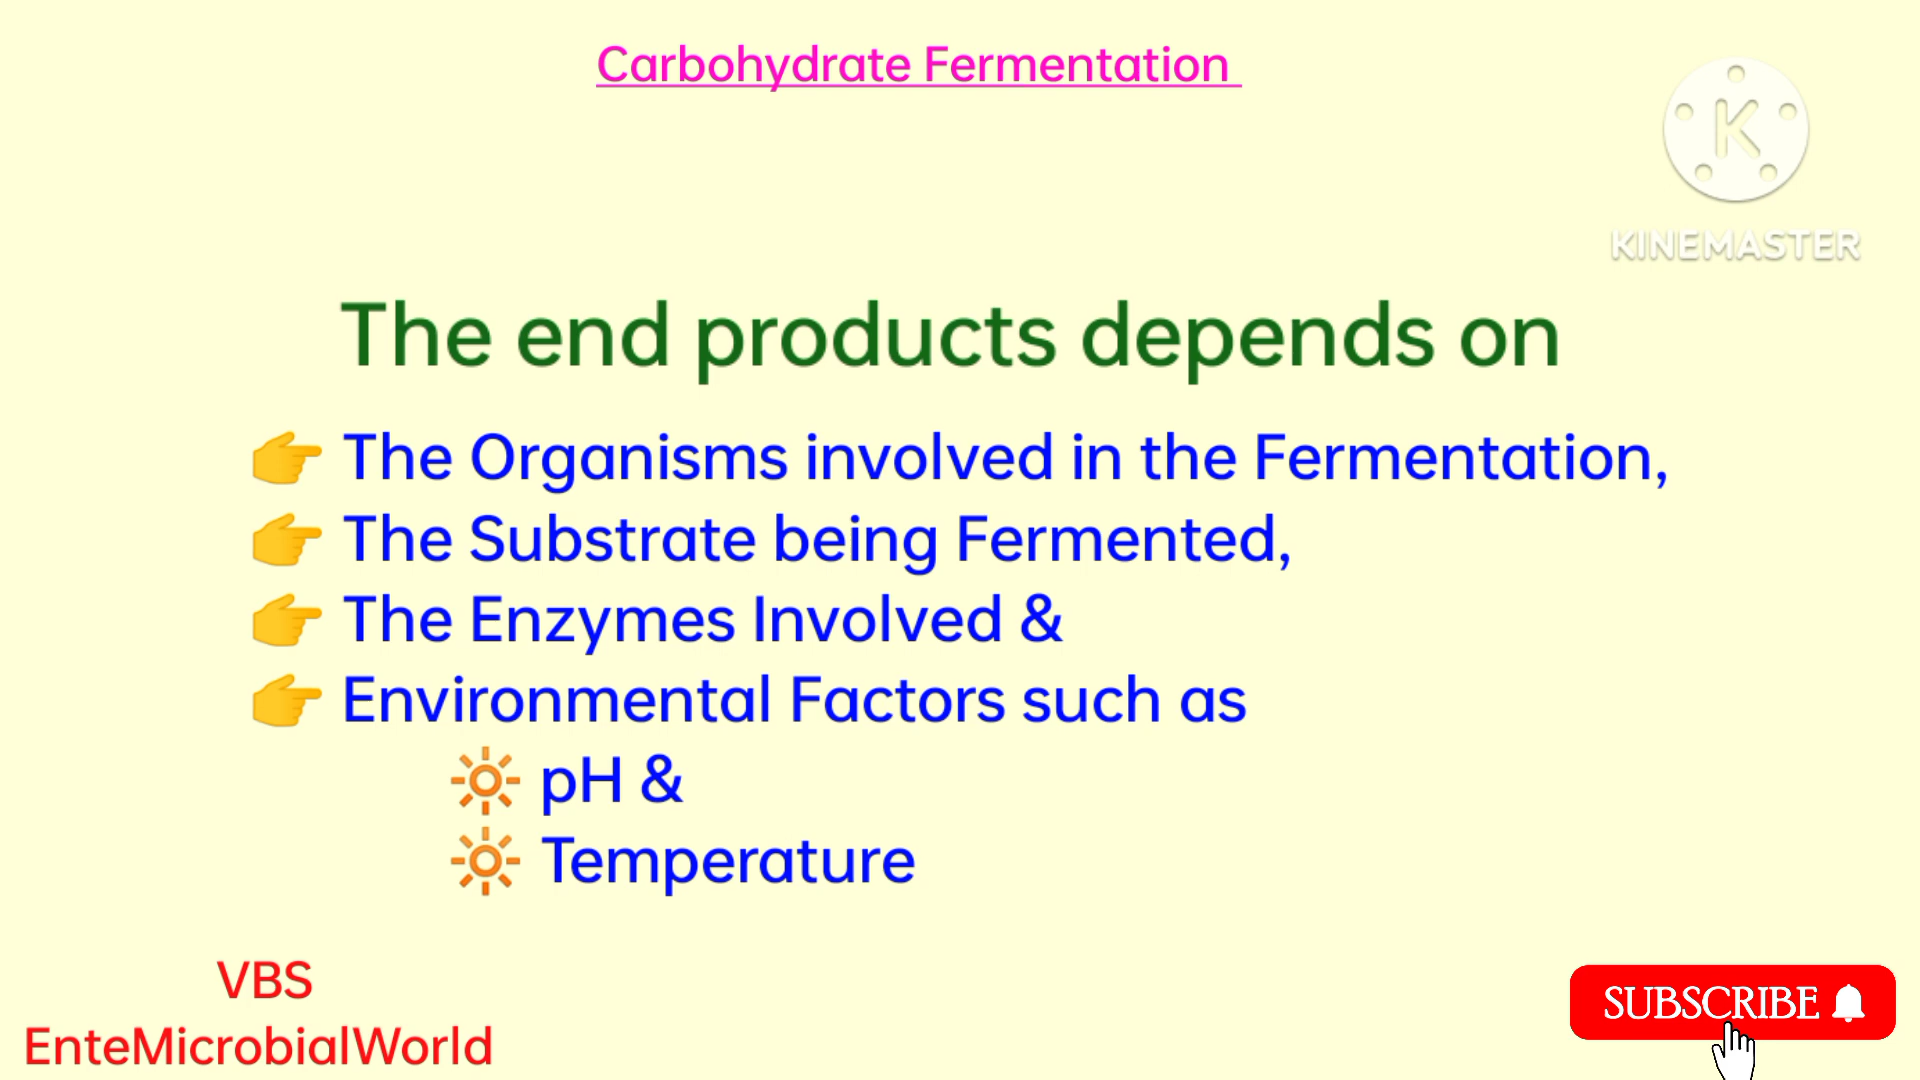 Carbohydrate Fermentation
K
KINEMASTER
The end products depends on
👉 The Organisms involved in the Fermentation,
👉 The Substrate being Fermented,
👉 The Enzymes Involved &
👉 Environmental Factors such as
🔆 pH &
🔆 Temperature
VBS
EnteMicrobialWorld
SUBSCRIBE